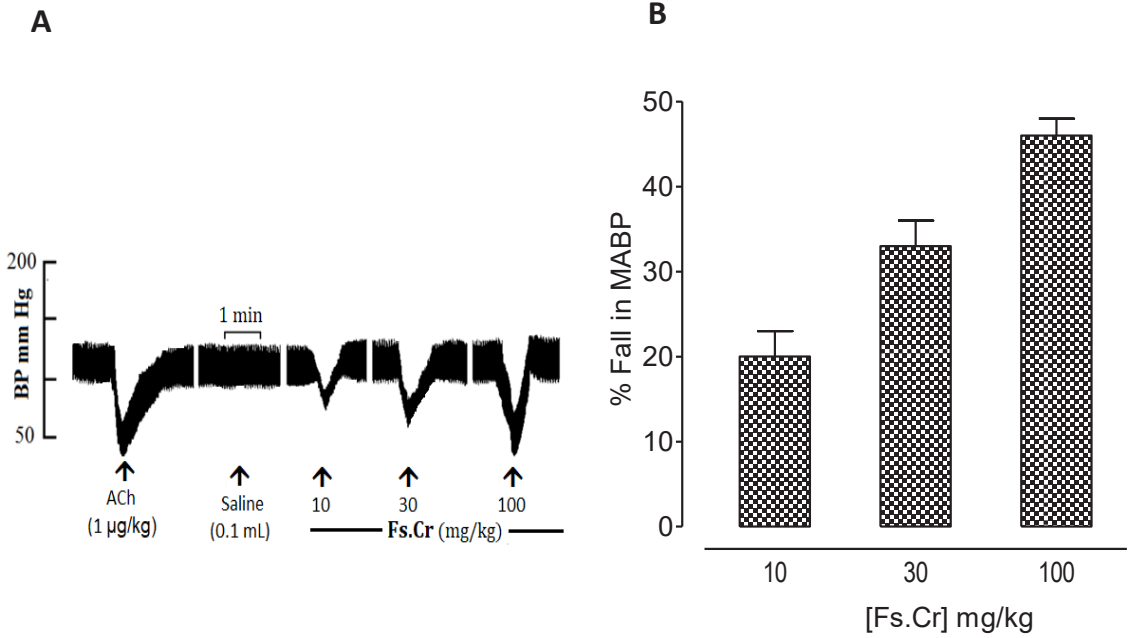 A
200
BP mm Hg
50
1 min
ACh
(1 µg/kg)
Saline
(0.1 mL)
10
30
100
Fs.Cr (mg/kg)
B
% Fall in MABP
50
40
30
20
10
0
10
30
100
[Fs.Cr] mg/kg